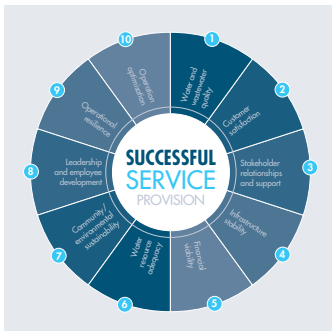 SUCCESSFUL
SERVICE
PROVISION
1
Water and
wastewater
quality
2
Customer
satisfaction
3
Stakeholder
relationships
and support
4
Infrastructure
stability
5
Financial
viability
6
Water
resource
adequacy
7
Community/
environmental
sustainability
8
Leadership
and employee
development
9
Operational
resilience
10
Operation
optimisation